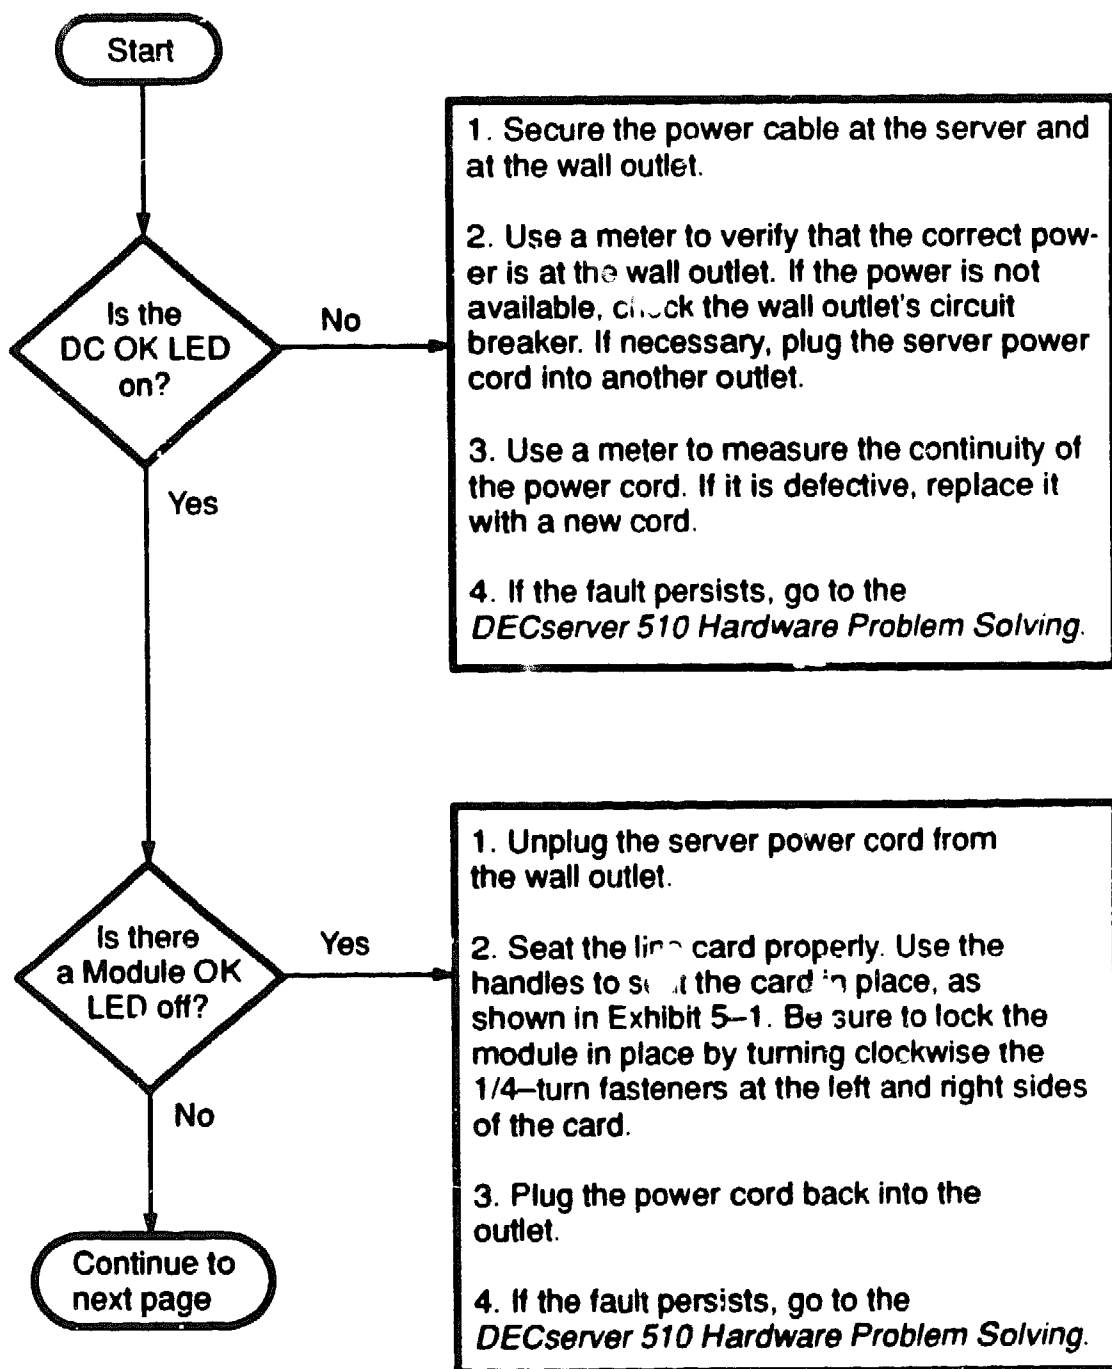 Start
Is the
DC OK LED
on?
No
Yes
1. Secure the power cable at the server and
at the wall outlet.
2. Use a meter to verify that the correct pow-
er is at the wall outlet. If the power is not
available, check the wall outlet's circuit
breaker. If necessary, plug the server power
cord into another outlet.
3. Use a meter to measure the continuity of
the power cord. If it is defective, replace it
with a new cord.
4. If the fault persists, go to the
DECserver 510 Hardware Problem Solving.
Is there
a Module OK
LED off?
Yes
No
1. Unplug the server power cord from
the wall outlet.
2. Seat the line card properly. Use the
handles to seat the card in place, as
shown in Exhibit 5–1. Be sure to lock the
module in place by turning clockwise the
1/4–turn fasteners at the left and right sides
of the card.
3. Plug the power cord back into the
outlet.
4. If the fault persists, go to the
DECserver 510 Hardware Problem Solving.
Continue to
next page